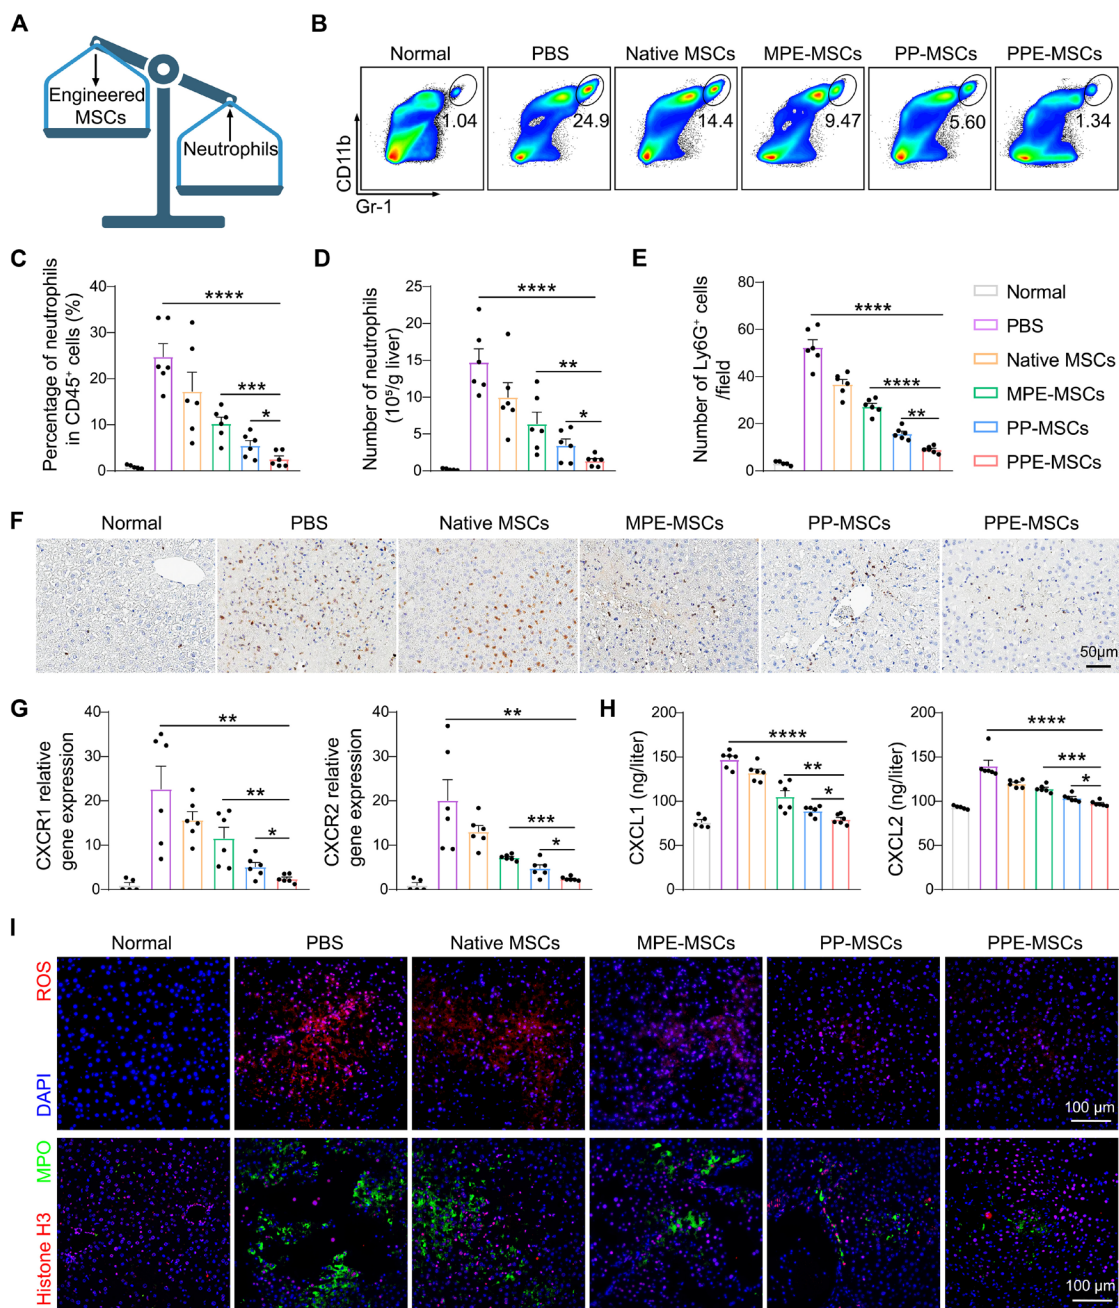 A
Engineered
MSCs
Neutrophils
B
Normal
PBS
Native MSCs
MPE-MSCs
PP-MSCs
PPE-MSCs
1.04
24.9
14.4
9.47
5.60
1.34
CD11b
Gr-1
C
Percentage of neutrophils
in CD45⁺ cells (%)
40
30
20
10
0
****
***
*
D
Number of neutrophils
(10⁵/g liver)
25
20
15
10
5
0
****
**
*
E
Number of Ly6G⁺ cells
/field
80
60
40
20
0
****
****
**
Normal
PBS
Native MSCs
MPE-MSCs
PP-MSCs
PPE-MSCs
F
Normal
PBS
Native MSCs
MPE-MSCs
PP-MSCs
PPE-MSCs
50μm
G
CXCR1 relative
gene expression
40
30
20
10
0
**
**
*
CXCR2 relative
gene expression
40
30
20
10
0
**
***
*
H
CXCL1 (ng/liter)
200
150
100
50
0
****
**
*
CXCL2 (ng/liter)
200
150
100
50
0
****
***
*
I
Normal
PBS
Native MSCs
MPE-MSCs
PP-MSCs
PPE-MSCs
ROS
DAPI
100 μm
MPO
Histone H3
100 μm